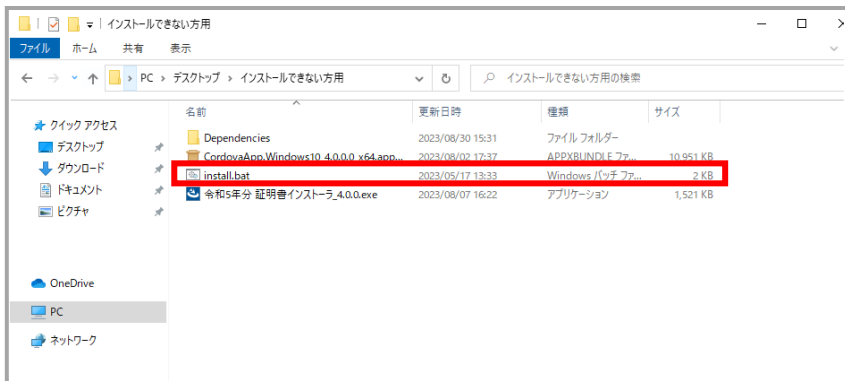 インストールできない方用
ファイル ホーム 共有 表示
PC › デスクトップ › インストールできない方用
インストールできない方用の検索
名前 更新日時 種類 サイズ
クイック アクセス
デスクトップ
ダウンロード
ドキュメント
ピクチャ
OneDrive
PC
ネットワーク
Dependencies 2023/08/30 15:31 ファイル フォルダー
CordovaApp.Windows10_4.0.0.0_x64.app... 2023/08/02 17:37 APPXBUNDLE ファ... 10,951 KB
install.bat 2023/05/17 13:33 Windows バッチ ファ... 2 KB
令和5年分 証明書インストーラ_4.0.0.exe 2023/08/07 16:22 アプリケーション 1,521 KB